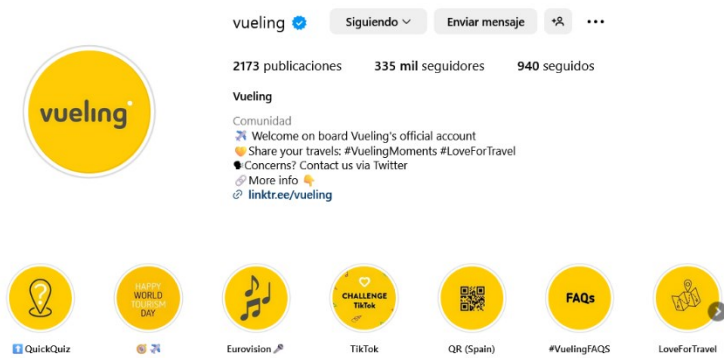 vueling
Siguiendo
Enviar mensaje
2173 publicaciones
335 mil seguidores
940 seguidos
vueling
Vueling
Comunidad
Welcome on board Vueling's official account
Share your travels: #VuelingMoments #LoveForTravel
Concerns? Contact us via Twitter
More info
linktr.ee/vueling
HAPPY
WORLD
TOURISM
DAY
CHALLENGE
TikTok
FAQs
QuickQuiz
Eurovision
TikTok
QR (Spain)
#VuelingFAQS
LoveForTravel